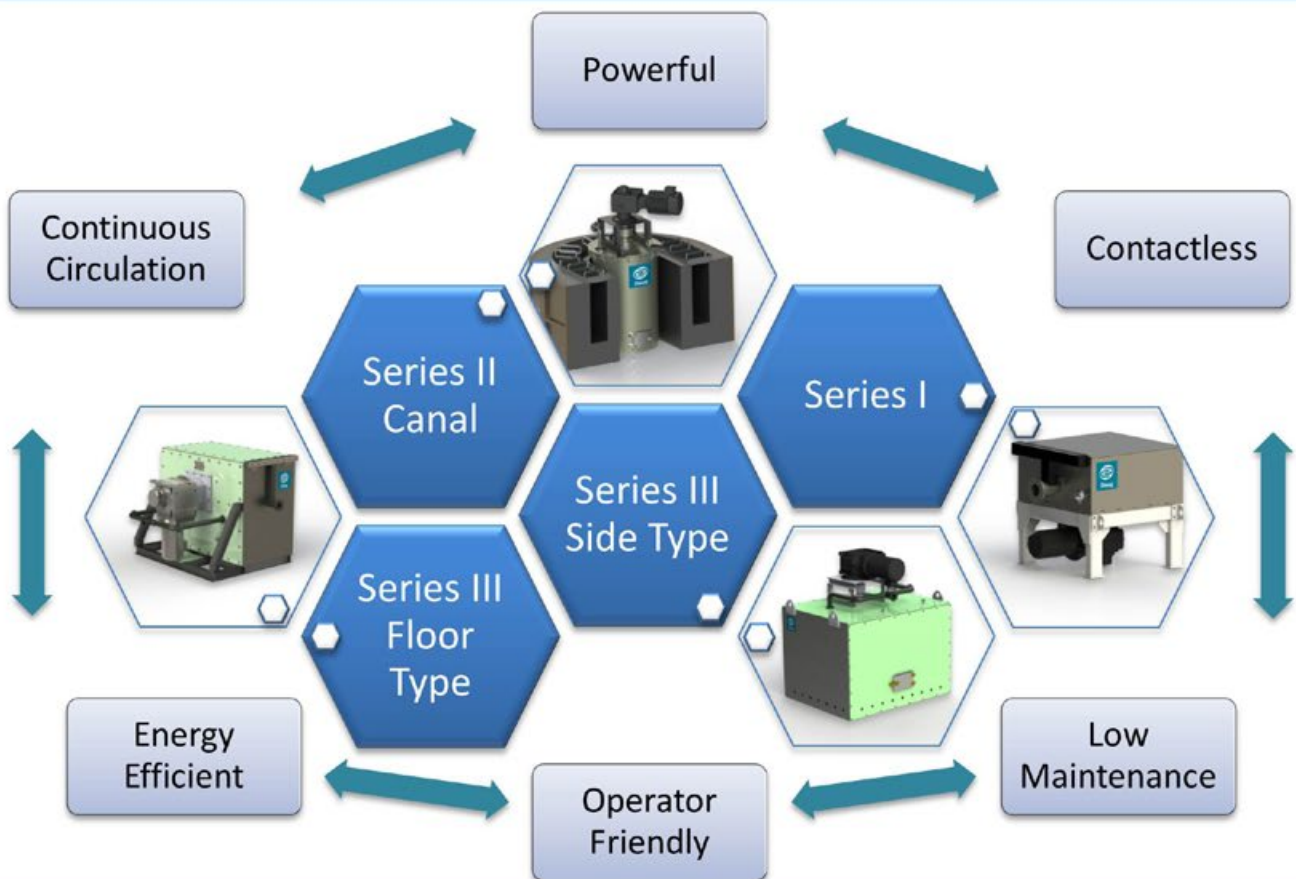 Powerful
Continuous
Circulation
Contactless
Series II
Canal
Series I
Series III
Side Type
Series III
Floor
Type
Energy
Efficient
Low
Maintenance
Operator
Friendly